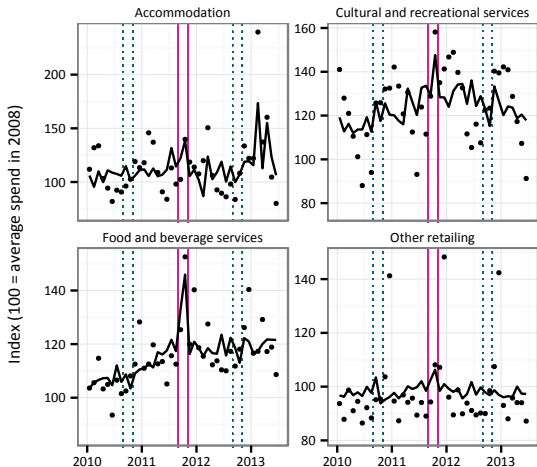 Accommodation
Cultural and recreational services
200
150
100
160
140
120
100
80
Index (100 = average spend in 2008)
Food and beverage services
Other retailing
140
120
100
140
120
100
80
2010 2011 2012 2013
2010 2011 2012 2013